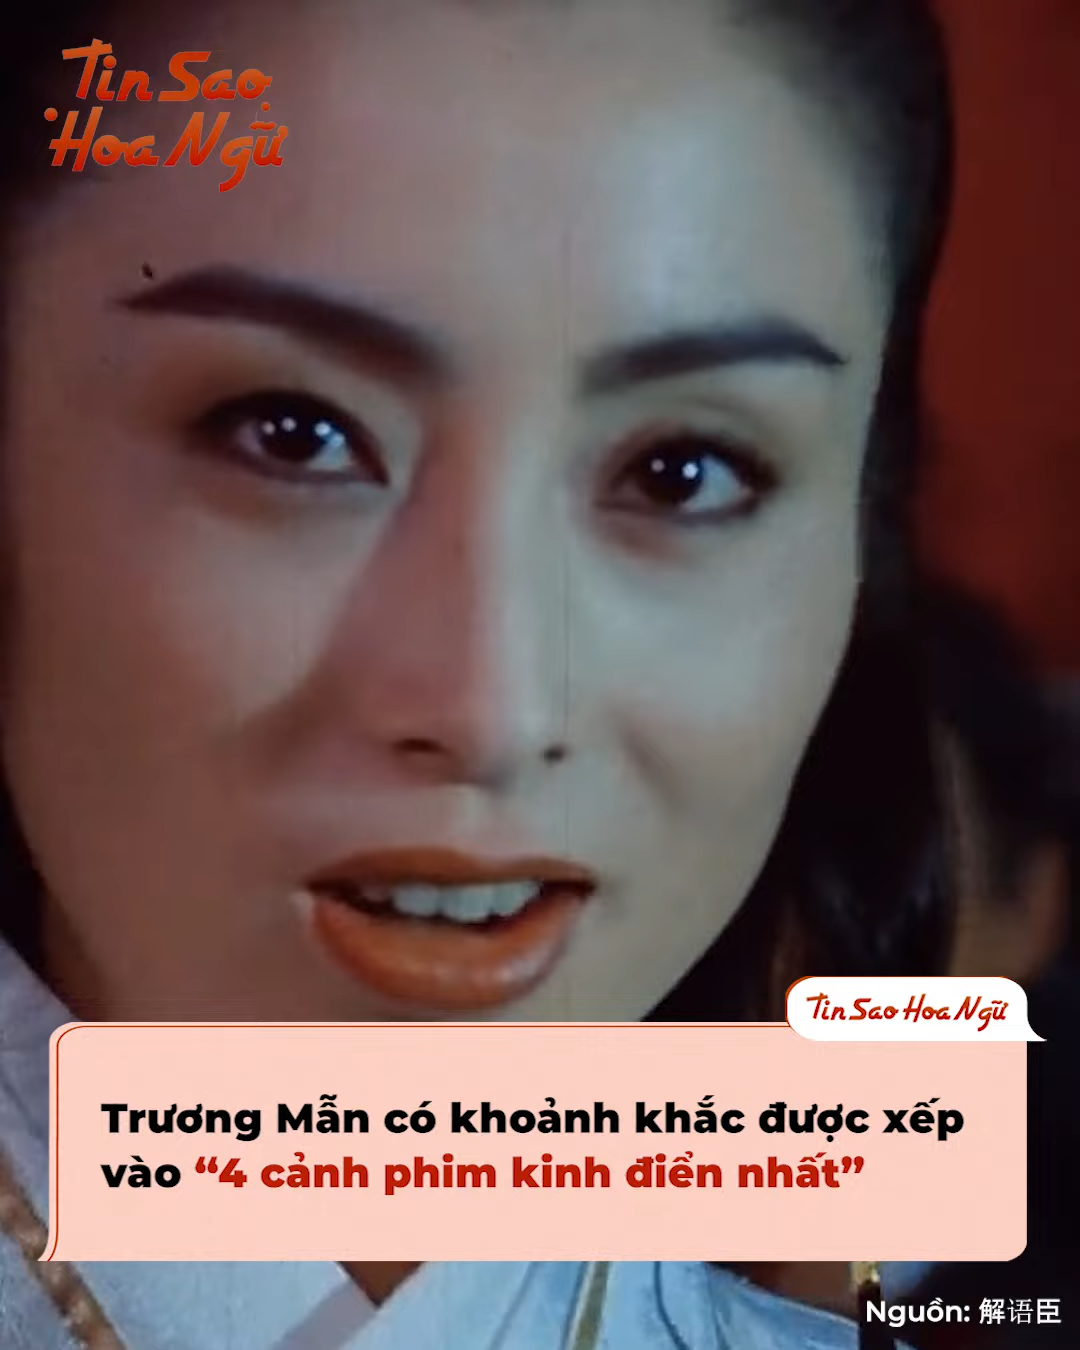 Tin Sao
Hoa Ngữ
Tin Sao Hoa Ngữ
Trương Mẫn có khoảnh khắc được xếp
vào “4 cảnh phim kinh điển nhất”
Nguồn: 解语臣